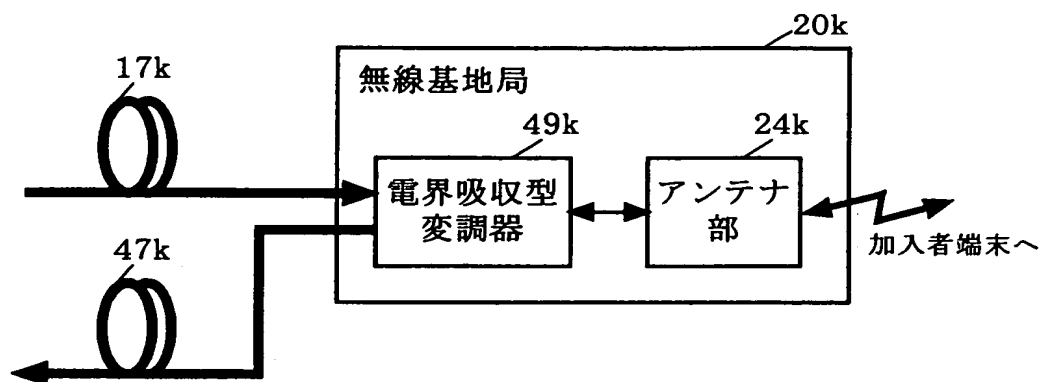 20k
17k
無線基地局
49k
24k
電界吸収型
変調器
アンテナ
部
47k
加入者端末へ